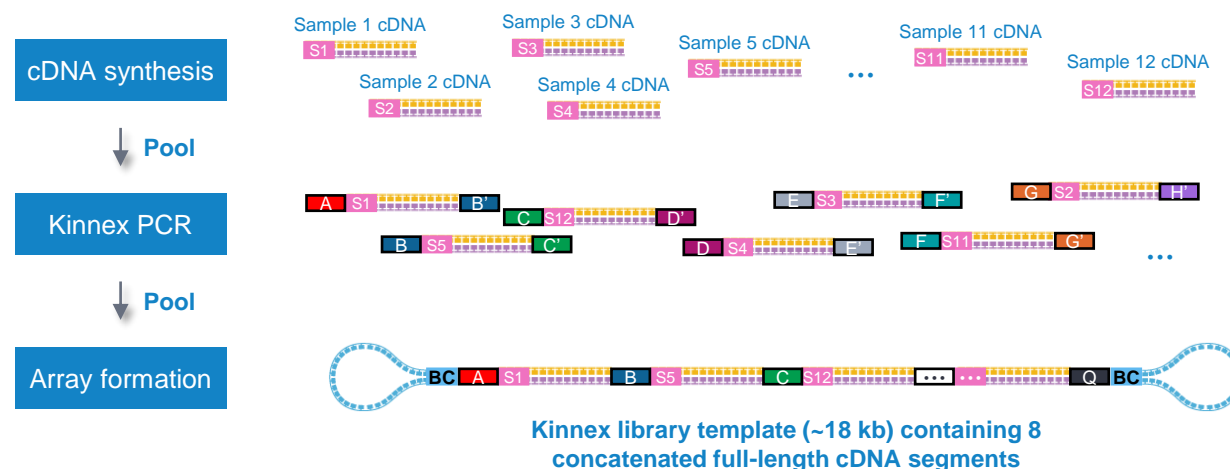 Sample 1 cDNA
Sample 3 cDNA
Sample 5 cDNA
Sample 11 cDNA
Sample 12 cDNA
S1
S3
S5
...
S11
S12
cDNA synthesis
Sample 2 cDNA
Sample 4 cDNA
S2
S4
Pool
Kinnex PCR
A S1 B'
C S12 D'
E S3 F'
G S2 H'
B S5 C'
D S4 E'
F S11 G'
...
Pool
Array formation
BC A S1 B S5 C S12 ... ... Q BC
Kinnex library template (~18 kb) containing 8
concatenated full-length cDNA segments